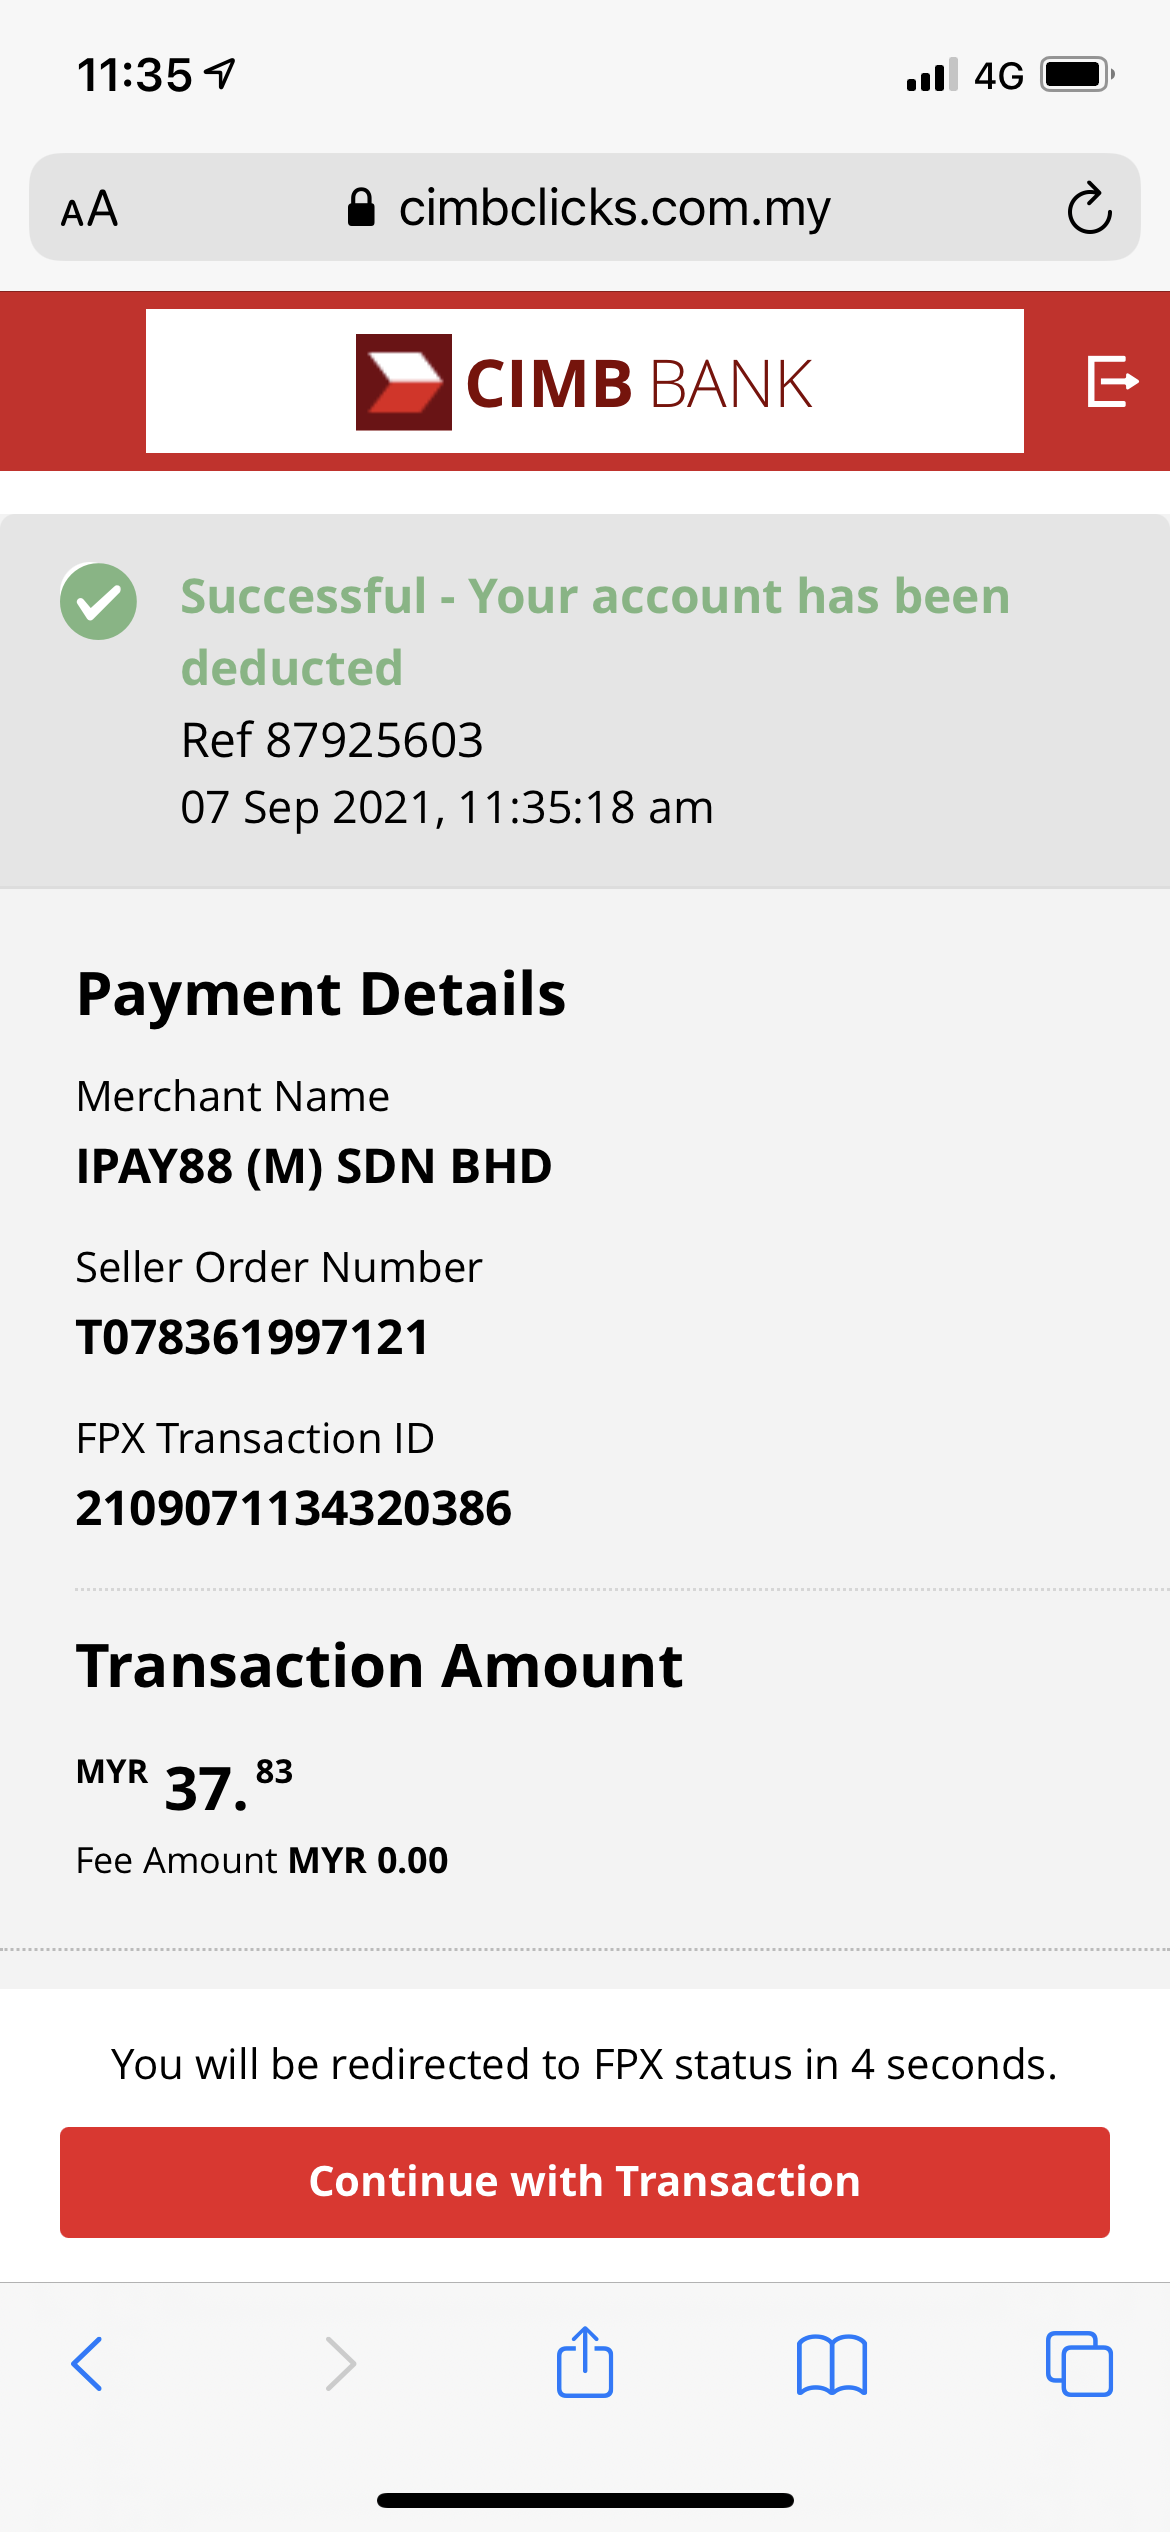 11:35
4G
AA
cimbclicks.com.my
CIMB BANK
Successful - Your account has been
deducted
Ref 87925603
07 Sep 2021, 11:35:18 am
Payment Details
Merchant Name
IPAY88 (M) SDN BHD
Seller Order Number
T078361997121
FPX Transaction ID
2109071134320386
Transaction Amount
MYR 37.83
Fee Amount MYR 0.00
You will be redirected to FPX status in 4 seconds.
Continue with Transaction